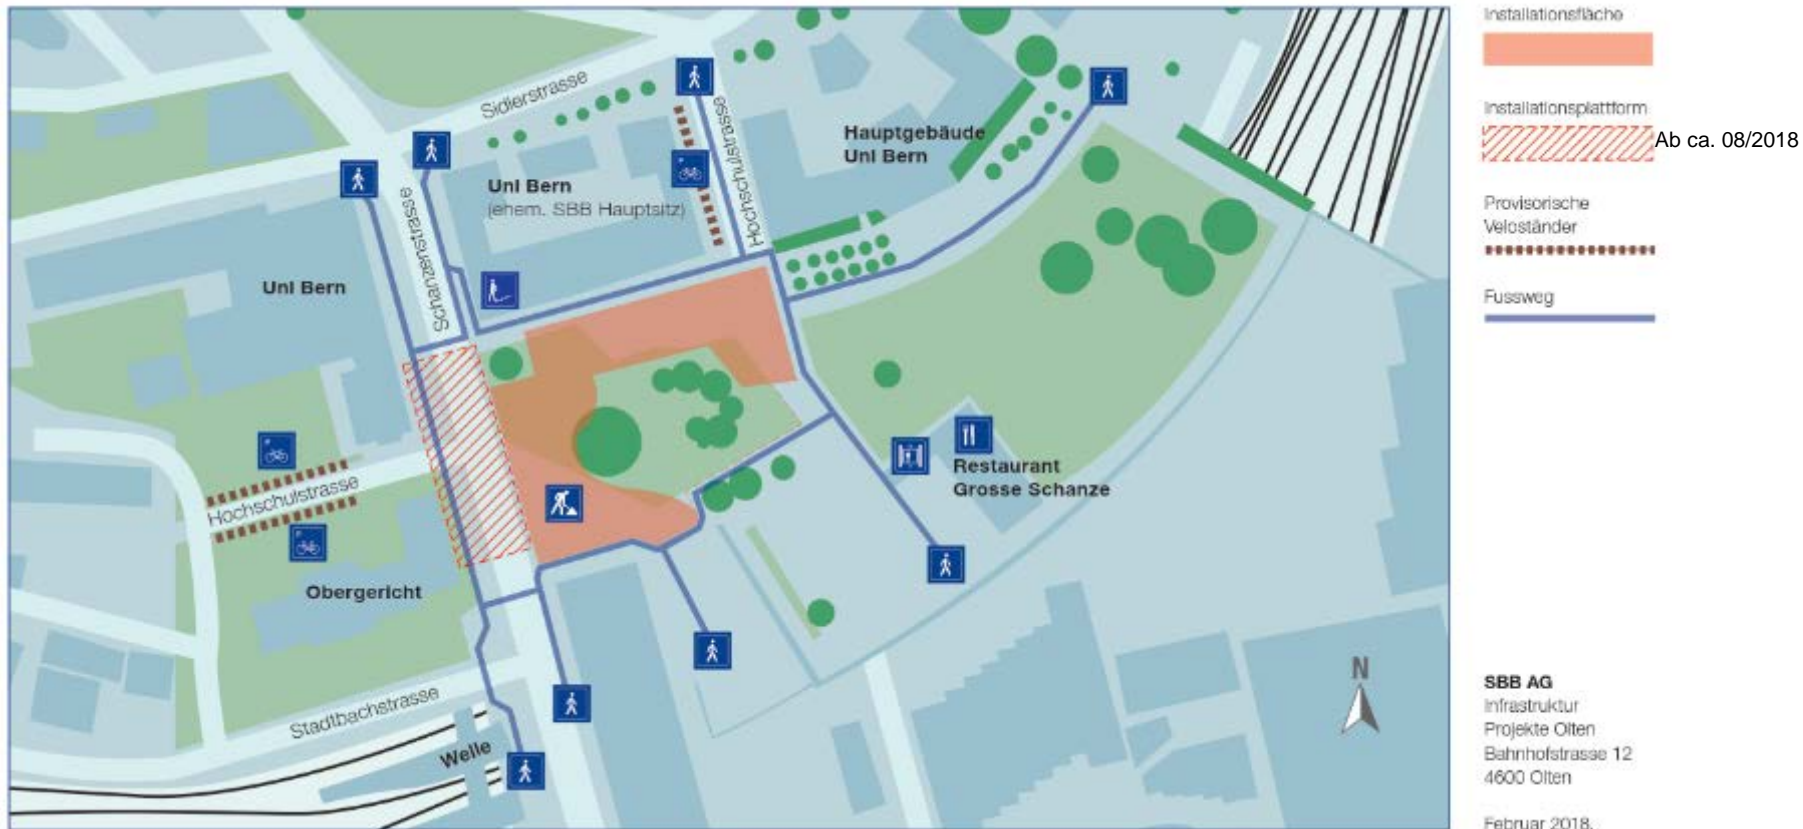 Sidlerstrasse
Hochschulstrasse
Hauptgebäude
Uni Bern
Uni Bern
(ehem. SBB Hauptsitz)
Schanzenstrasse
Uni Bern
Hochschulstrasse
Restaurant
Grosse Schanze
Obergericht
Stadtbachstrasse
Welle
N
Installationsfläche
Installationsplattform
Ab ca. 08/2018
Provisorische
Veloständer
Fussweg
SBB AG
Infrastruktur
Projekte Olten
Bahnhofstrasse 12
4600 Olten
Februar 2018.